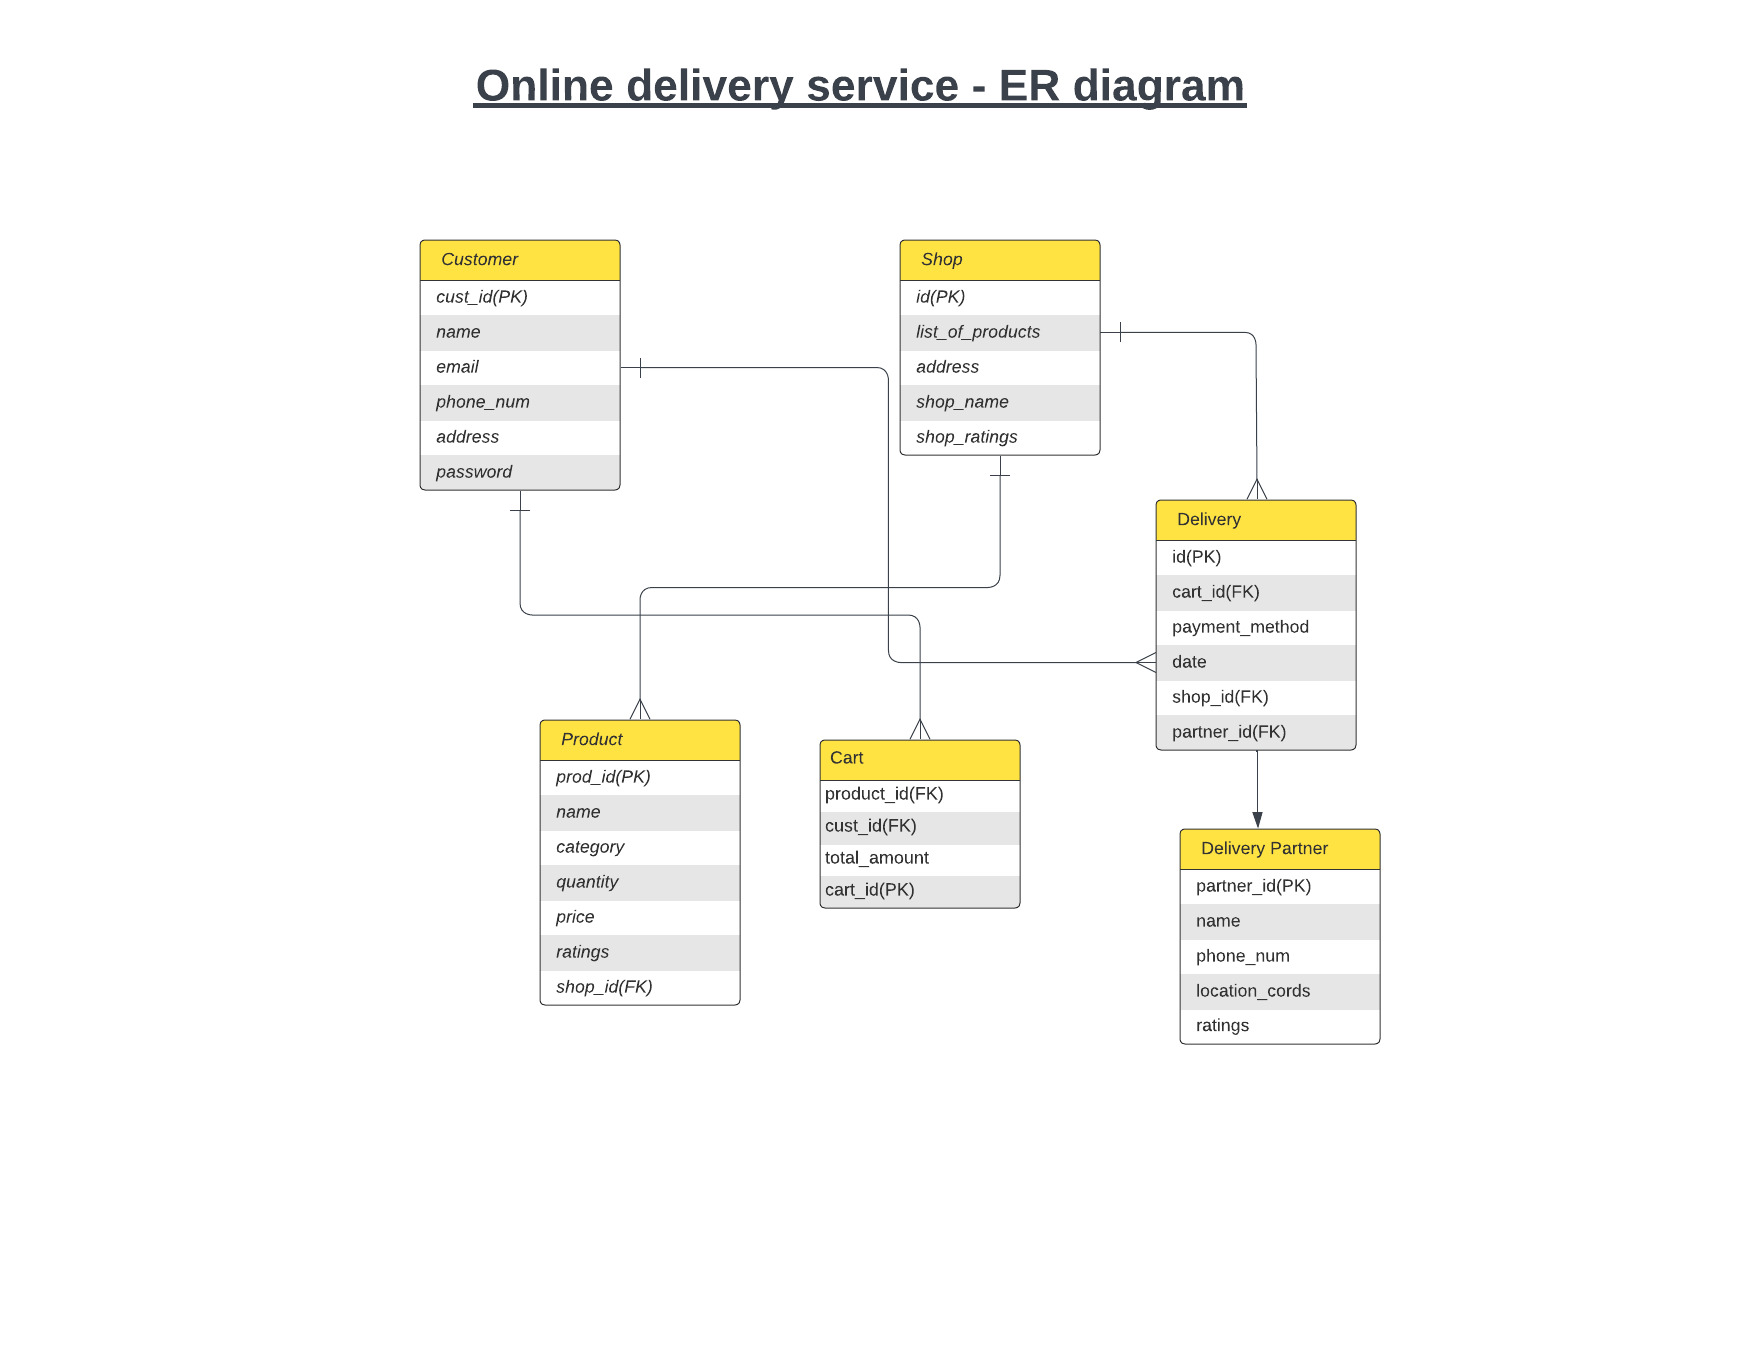 Online delivery service - ER diagram
Customer
cust_id(PK)
name
email
phone_num
address
password
Shop
id(PK)
list_of_products
address
shop_name
shop_ratings
Delivery
id(PK)
cart_id(FK)
payment_method
date
shop_id(FK)
partner_id(FK)
Product
prod_id(PK)
name
category
quantity
price
ratings
shop_id(FK)
Cart
product_id(FK)
cust_id(FK)
total_amount
cart_id(PK)
Delivery Partner
partner_id(PK)
name
phone_num
location_cords
ratings